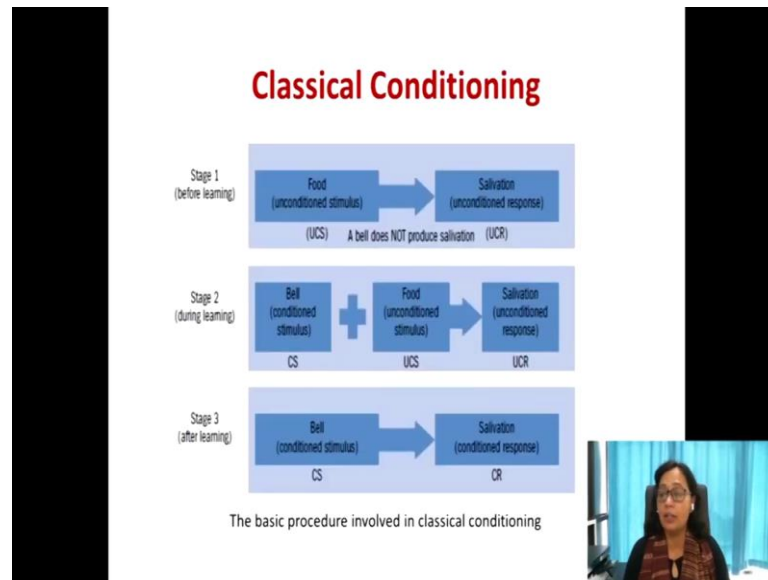 Classical Conditioning
Stage 1
(before learning)
Food
(unconditioned stimulus)
Salivation
(unconditioned response)
(UCS)
A bell does NOT produce salivation
(UCR)
Stage 2
(during learning)
Bell
(conditioned
stimulus)
Food
(unconditioned
stimulus)
Salivation
(unconditioned
response)
CS
UCS
UCR
Stage 3
(after learning)
Bell
(conditioned stimulus)
Salivation
(conditioned response)
CS
CR
The basic procedure involved in classical conditioning